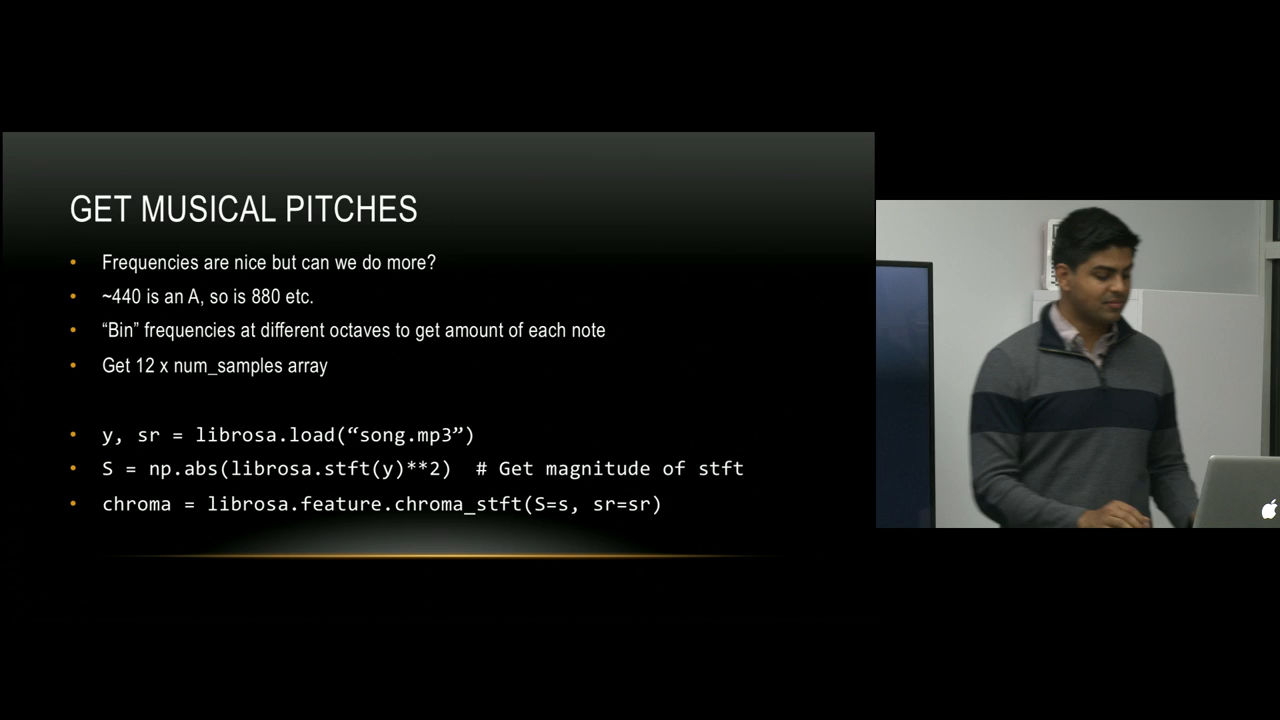 GET MUSICAL PITCHES
Frequencies are nice but can we do more?
~440 is an A, so is 880 etc.
“Bin” frequencies at different octaves to get amount of each note
Get 12 x num_samples array
y, sr = librosa.load(“song.mp3”)
S = np.abs(librosa.stft(y)**2)  # Get magnitude of stft
chroma = librosa.feature.chroma_stft(S=s, sr=sr)